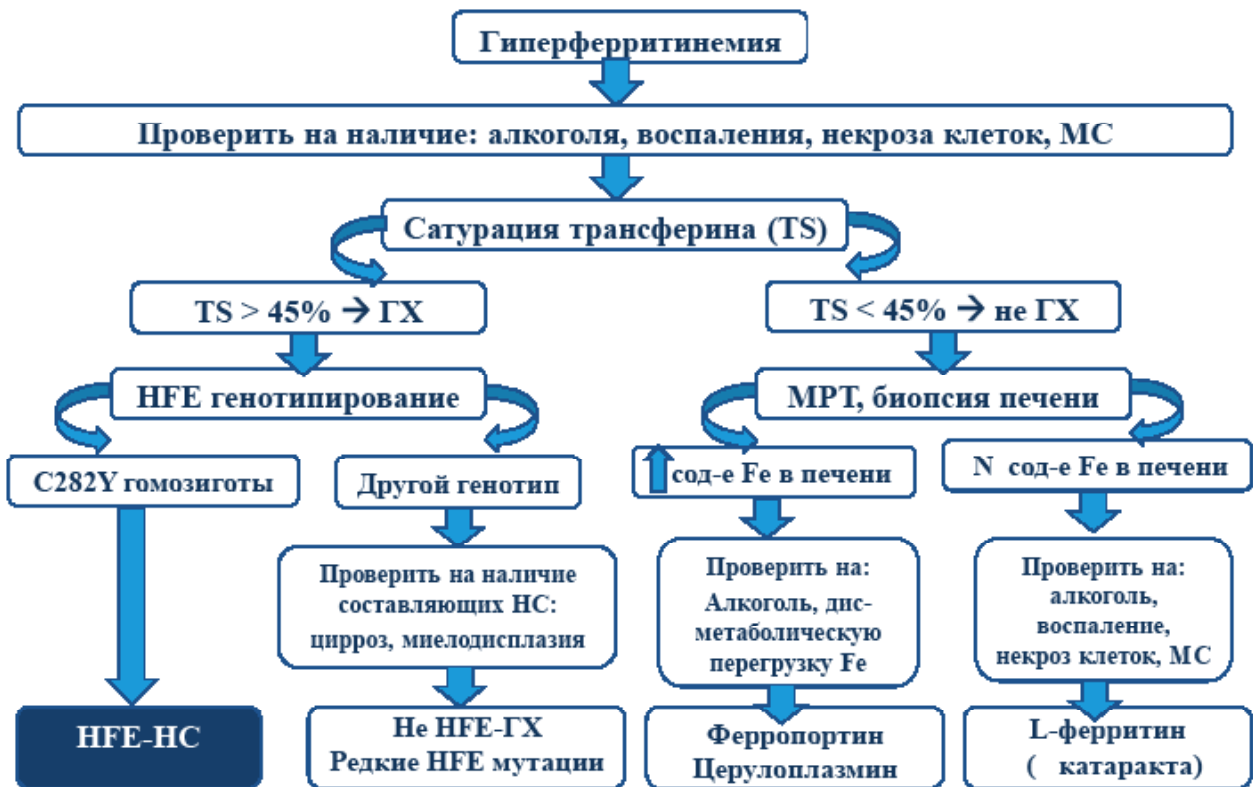 Гиперферритинемия
Проверить на наличие: алкоголя, воспаления, некроза клеток, МС
Сатурация трансферина (TS)
TS > 45% → ГХ
TS < 45% → не ГХ
HFE генотипирование
МРТ, биопсия печени
C282Y гомозиготы
Другой генотип
сод-е Fe в печени
N сод-е Fe в печени
Проверить на наличие
составляющих НС:
цирроз, миелодисплазия
Проверить на:
Алкоголь, дис-
метаболическую
перегрузку Fe
Проверить на:
алкоголь,
воспаление,
некроз клеток, МС
HFE-HC
Не HFE-ГХ
Редкие HFE мутации
Ферропортин
Церулоплазмин
L-ферритин
( катаракта)